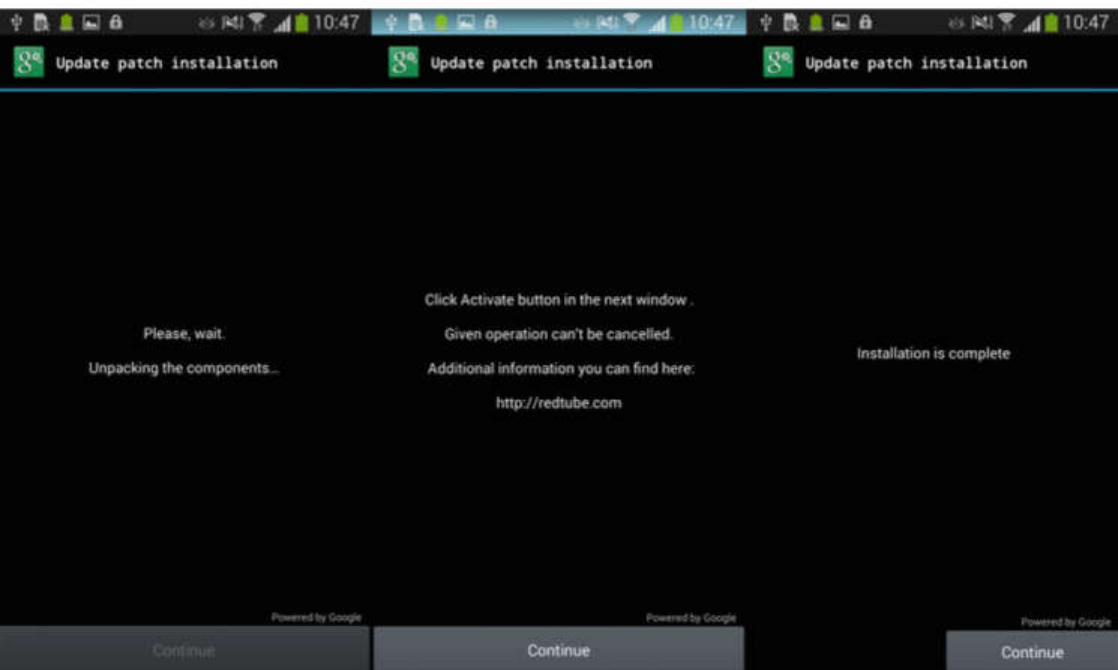 10:47
Update patch installation
Please, wait.
Unpacking the components...
Powered by Google
Continue
10:47
Update patch installation
Click Activate button in the next window .
Given operation can't be cancelled.
Additional information you can find here:
http://redtube.com
Powered by Google
Continue
10:47
Update patch installation
Installation is complete
Powered by Google
Continue